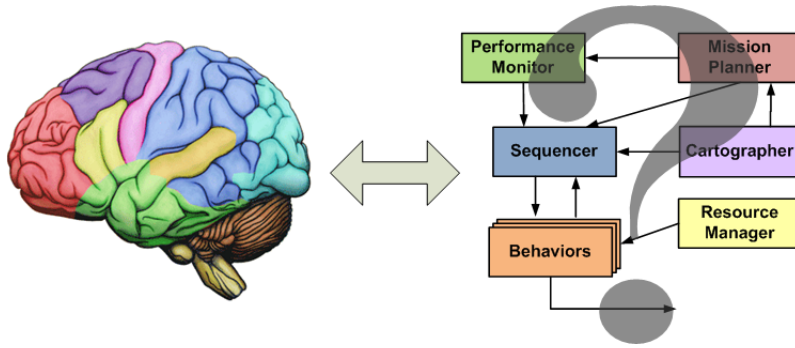 Performance
Monitor
Mission
Planner
Sequencer
Cartographer
Resource
Manager
Behaviors
?